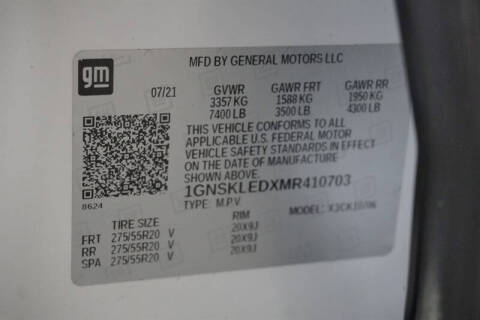 gm
MFD BY GENERAL MOTORS LLC
07/21 GVWR GAWR FRT GAWR RR
3357 KG 1588 KG 1950 KG
7400 LB 3500 LB 4300 LB
THIS VEHICLE CONFORMS TO ALL
APPLICABLE U.S. FEDERAL MOTOR
VEHICLE SAFETY STANDARDS IN EFFECT
ON THE DATE OF MANUFACTURE SHOWN ABOVE.
1GNSKLEDXMR410703
8624 TYPE: M.P.V. MODEL: X3CK10706
TIRE SIZE RIM
FRT 275/55R20 V 20X9J
RR 275/55R20 V 20X9J
SPA 275/55R20 V 20X9J